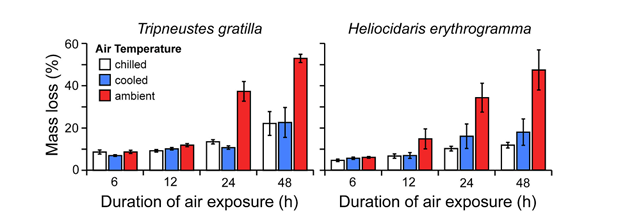 Tripneustes gratilla
Heliocidaris erythrogramma
Air Temperature
chilled
cooled
ambient
Mass loss (%)
60
40
20
0
6 12 24 48
6 12 24 48
Duration of air exposure (h)
Duration of air exposure (h)